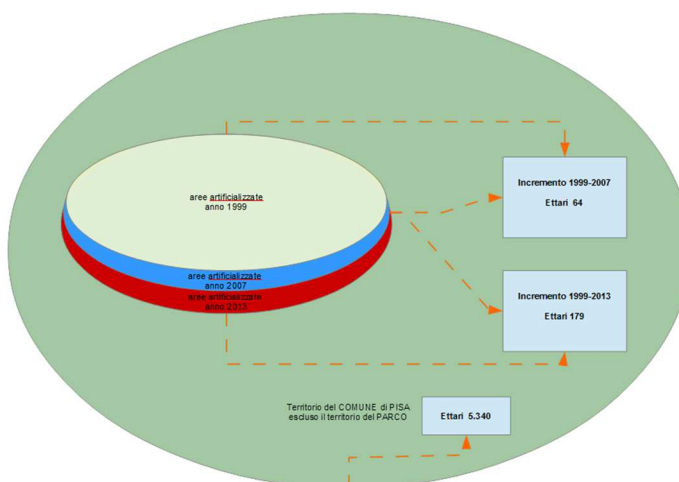 aree artificializzate
anno 1999
aree artificializzate
anno 2007
aree artificializzate
anno 2013
Incremento 1999-2007
Ettari 64
Incremento 1999-2013
Ettari 179
Territorio del COMUNE di PISA
escluso il territorio del PARCO
Ettari 5.340